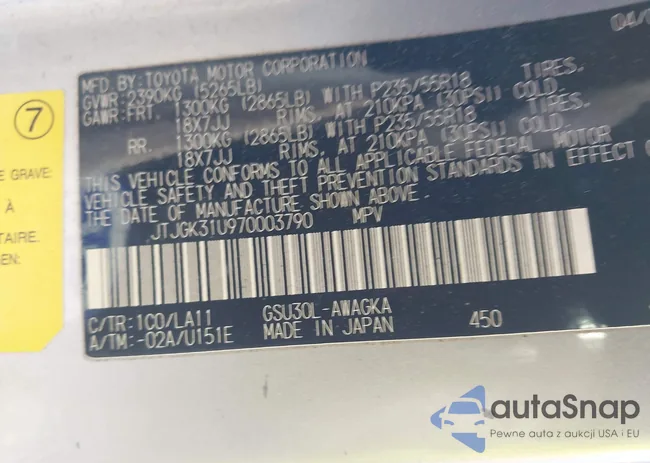 04/
MFD. BY: TOYOTA MOTOR CORPORATION
GVWR: 2390KG (5265LB)
GAWR: FRT. 1300KG (2865LB) WITH P235/55R18 TIRES.
18X7JJ RIMS, AT 210KPA (30PSI) COLD.
RR. 1300KG (2865LB) WITH P235/55R18 TIRES.
18X7JJ RIMS, AT 210KPA (30PSI) COLD.
THIS VEHICLE CONFORMS TO ALL APPLICABLE FEDERAL MOTOR
VEHICLE SAFETY AND THEFT PREVENTION STANDARDS IN EFFECT
THE DATE OF MANUFACTURE SHOWN ABOVE.
JTJGK31U970003790 MPV
C/TR: 1C0/LA11 GSU30L-AWAGKA
A/TM: -02A/U151E MADE IN JAPAN 450
7
E GRAVE
À
TAIRE.
EN:
autoSnap
Pewne auta z aukcji USA i EU